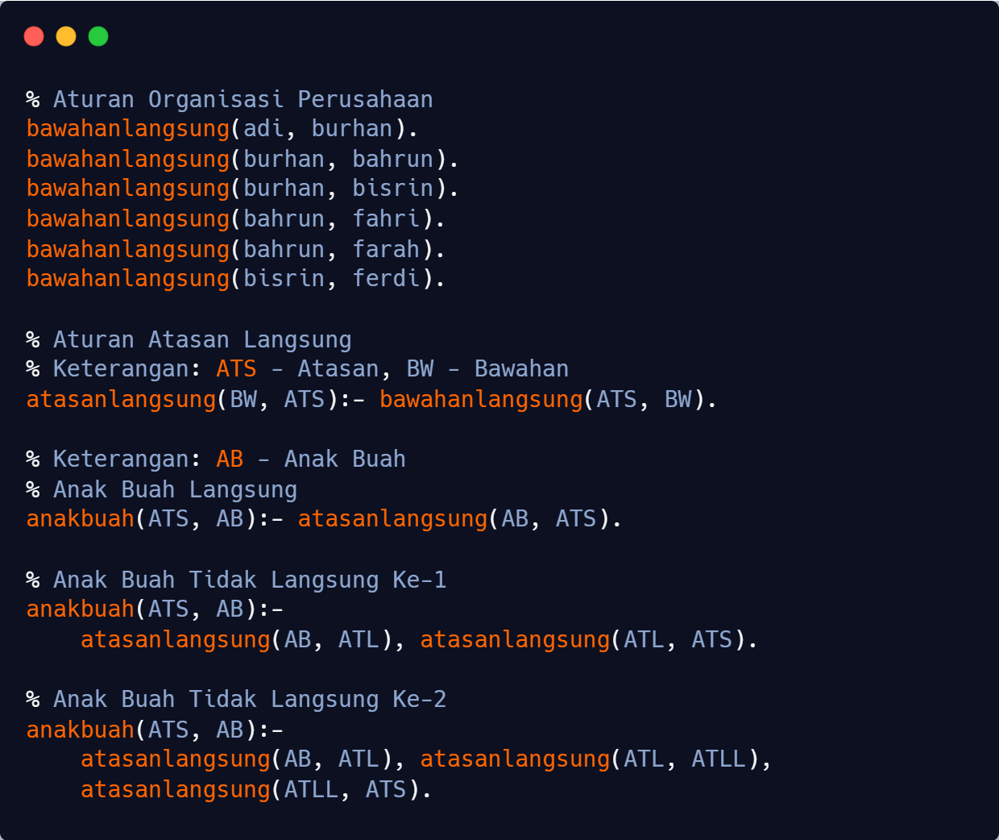 % Aturan Organisasi Perusahaan
bawahanlangsung(adi, burhan).
bawahanlangsung(burhan, bahrun).
bawahanlangsung(burhan, bisrin).
bawahanlangsung(bahrun, fahri).
bawahanlangsung(bahrun, farah).
bawahanlangsung(bisrin, ferdi).

% Aturan Atasan Langsung
% Keterangan: ATS - Atasan, BW - Bawahan
atasanlangsung(BW, ATS):- bawahanlangsung(ATS, BW).

% Keterangan: AB - Anak Buah
% Anak Buah Langsung
anakbuah(ATS, AB):- atasanlangsung(AB, ATS).

% Anak Buah Tidak Langsung Ke-1
anakbuah(ATS, AB):-
    atasanlangsung(AB, ATL), atasanlangsung(ATL, ATS).

% Anak Buah Tidak Langsung Ke-2
anakbuah(ATS, AB):-
    atasanlangsung(AB, ATL), atasanlangsung(ATL, ATLL),
    atasanlangsung(ATLL, ATS).